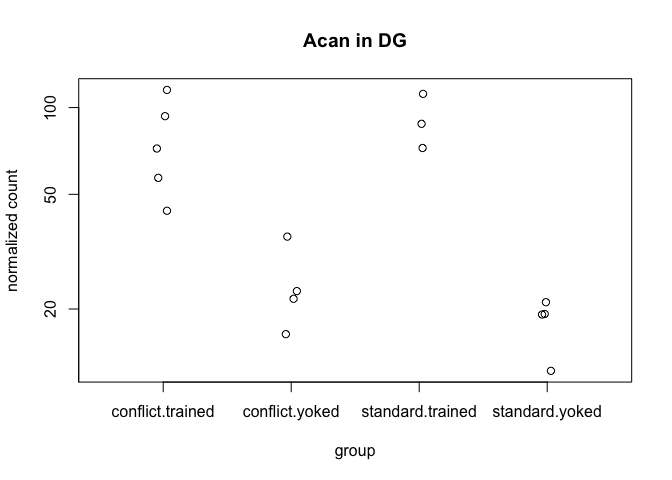 Acan in DG
normalized count
100
50
20
conflict.trained
conflict.yoked
standard.trained
standard.yoked
group